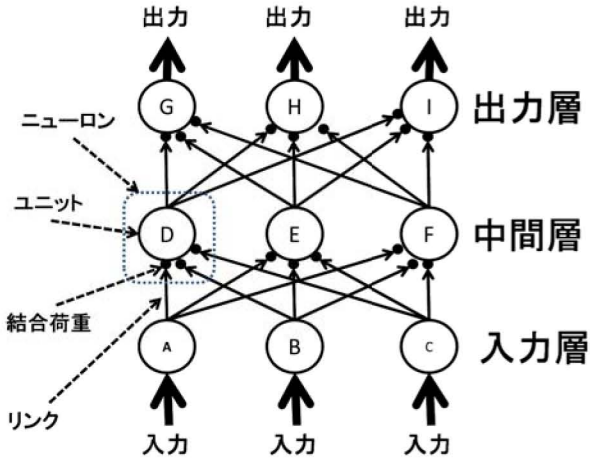 出力 出力 出力
G H I 出力層
ニューロン
ユニット
D E F 中間層
結合荷重
A B C 入力層
リンク
入力 入力 入力